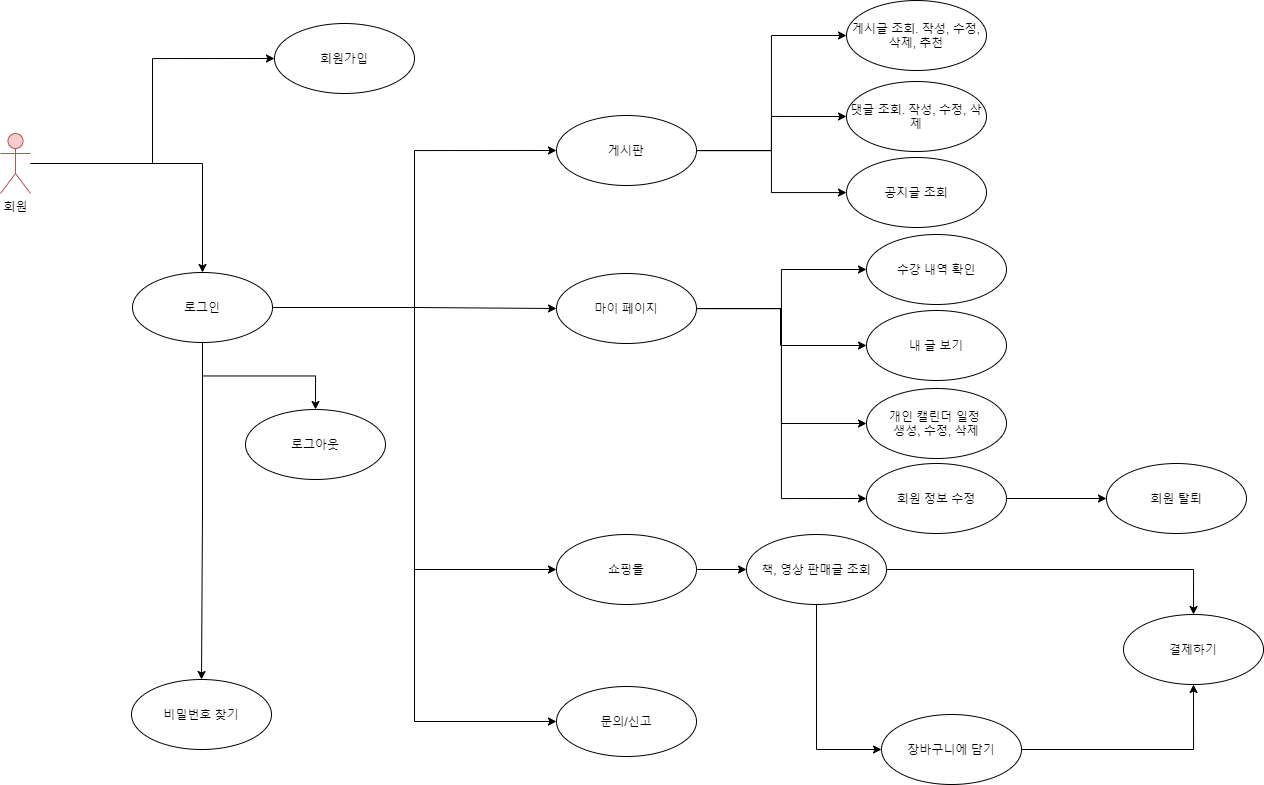 회원
회원가입
로그인
로그아웃
비밀번호 찾기
게시판
게시글 조회. 작성, 수정,
삭제, 추천
댓글 조회. 작성, 수정, 삭
제
공지글 조회
마이 페이지
수강 내역 확인
내 글 보기
개인 캘린더 일정
생성, 수정, 삭제
회원 정보 수정
회원 탈퇴
쇼핑몰
책, 영상 판매글 조회
결제하기
장바구니에 담기
문의/신고